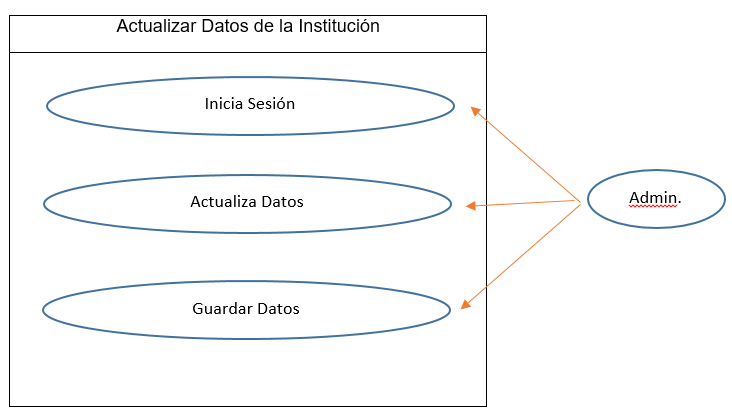 Actualizar Datos de la Institución
Inicia Sesión
Actualiza Datos
Admin.
Guardar Datos